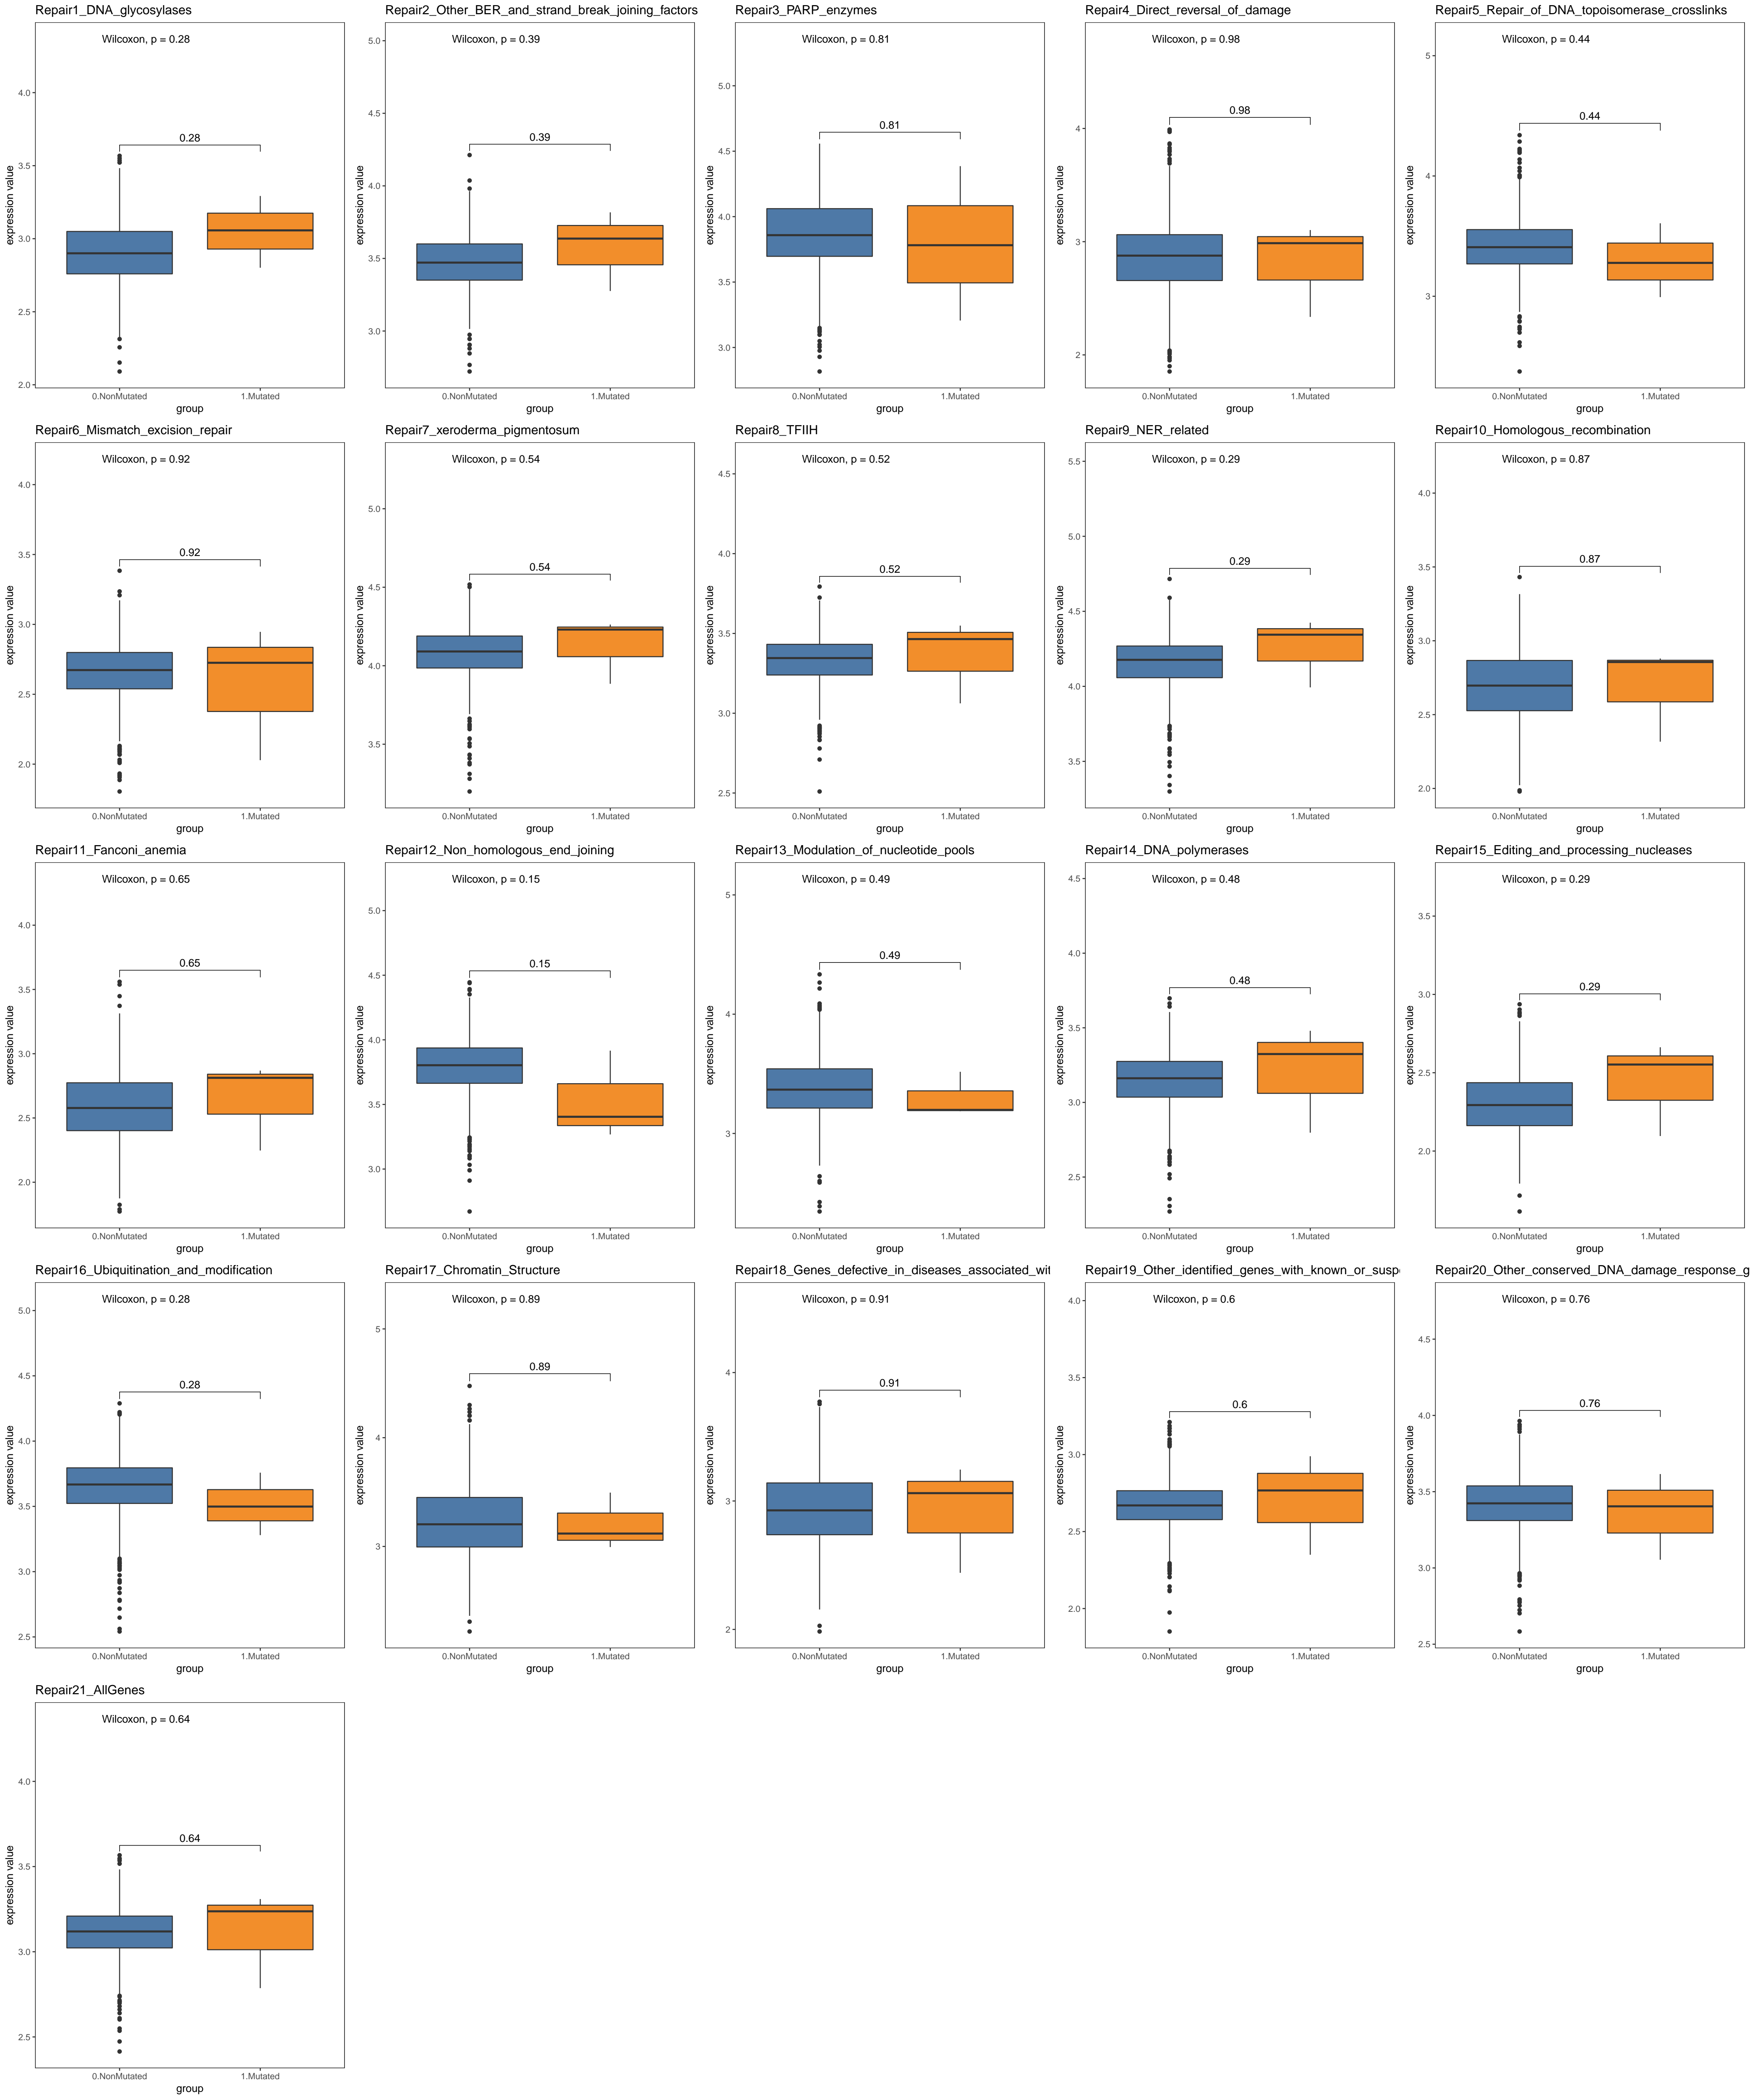 Repair1_DNA_glycosylases
Wilcoxon, p = 0.28
0.28
4.0
3.5
3.0
2.5
2.0
expression value
0.NonMutated 1.Mutated
group
Repair2_Other_BER_and_strand_break_joining_factors
Wilcoxon, p = 0.39
0.39
5.0
4.5
4.0
3.5
3.0
expression value
0.NonMutated 1.Mutated
group
Repair3_PARP_enzymes
Wilcoxon, p = 0.81
0.81
5.0
4.5
4.0
3.5
3.0
expression value
0.NonMutated 1.Mutated
group
Repair4_Direct_reversal_of_damage
Wilcoxon, p = 0.98
0.98
4
3
2
expression value
0.NonMutated 1.Mutated
group
Repair5_Repair_of_DNA_topoisomerase_crosslinks
Wilcoxon, p = 0.44
0.44
5
4
3
expression value
0.NonMutated 1.Mutated
group
Repair6_Mismatch_excision_repair
Wilcoxon, p = 0.92
0.92
4.0
3.5
3.0
2.5
2.0
expression value
0.NonMutated 1.Mutated
group
Repair7_xeroderma_pigmentosum
Wilcoxon, p = 0.54
0.54
5.0
4.5
4.0
3.5
expression value
0.NonMutated 1.Mutated
group
Repair8_TFIIH
Wilcoxon, p = 0.52
0.52
4.5
4.0
3.5
3.0
2.5
expression value
0.NonMutated 1.Mutated
group
Repair9_NER_related
Wilcoxon, p = 0.29
0.29
5.5
5.0
4.5
4.0
3.5
expression value
0.NonMutated 1.Mutated
group
Repair10_Homologous_recombination
Wilcoxon, p = 0.87
0.87
4.0
3.5
3.0
2.5
2.0
expression value
0.NonMutated 1.Mutated
group
Repair11_Fanconi_anemia
Wilcoxon, p = 0.65
0.65
4.0
3.5
3.0
2.5
2.0
expression value
0.NonMutated 1.Mutated
group
Repair12_Non_homologous_end_joining
Wilcoxon, p = 0.15
0.15
5.0
4.5
4.0
3.5
3.0
expression value
0.NonMutated 1.Mutated
group
Repair13_Modulation_of_nucleotide_pools
Wilcoxon, p = 0.49
0.49
5
4
3
expression value
0.NonMutated 1.Mutated
group
Repair14_DNA_polymerases
Wilcoxon, p = 0.48
0.48
4.5
4.0
3.5
3.0
2.5
expression value
0.NonMutated 1.Mutated
group
Repair15_Editing_and_processing_nucleases
Wilcoxon, p = 0.29
0.29
3.5
3.0
2.5
2.0
expression value
0.NonMutated 1.Mutated
group
Repair16_Ubiquitination_and_modification
Wilcoxon, p = 0.28
0.28
5.0
4.5
4.0
3.5
3.0
2.5
expression value
0.NonMutated 1.Mutated
group
Repair17_Chromatin_Structure
Wilcoxon, p = 0.89
0.89
5
4
3
expression value
0.NonMutated 1.Mutated
group
Repair18_Genes_defective_in_diseases_associated_wit
Wilcoxon, p = 0.91
0.91
4
3
2
expression value
0.NonMutated 1.Mutated
group
Repair19_Other_identified_genes_with_known_or_susp
Wilcoxon, p = 0.6
0.6
4.0
3.5
3.0
2.5
2.0
expression value
0.NonMutated 1.Mutated
group
Repair20_Other_conserved_DNA_damage_response_g
Wilcoxon, p = 0.76
0.76
4.5
4.0
3.5
3.0
2.5
expression value
0.NonMutated 1.Mutated
group
Repair21_AllGenes
Wilcoxon, p = 0.64
0.64
4.0
3.5
3.0
2.5
expression value
0.NonMutated 1.Mutated
group